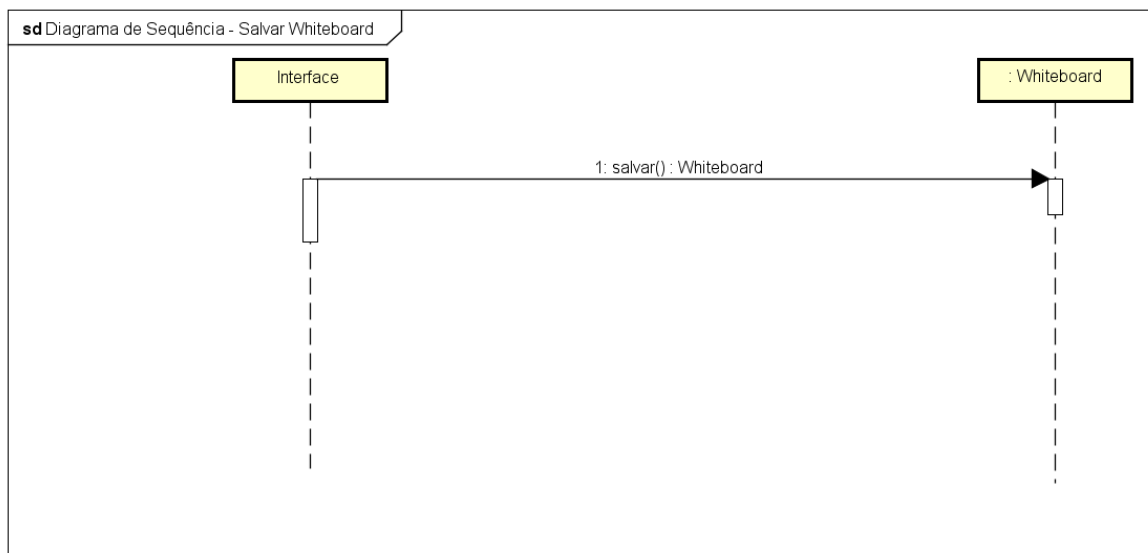 sd Diagrama de Sequência - Salvar Whiteboard
Interface
: Whiteboard
1: salvar() : Whiteboard